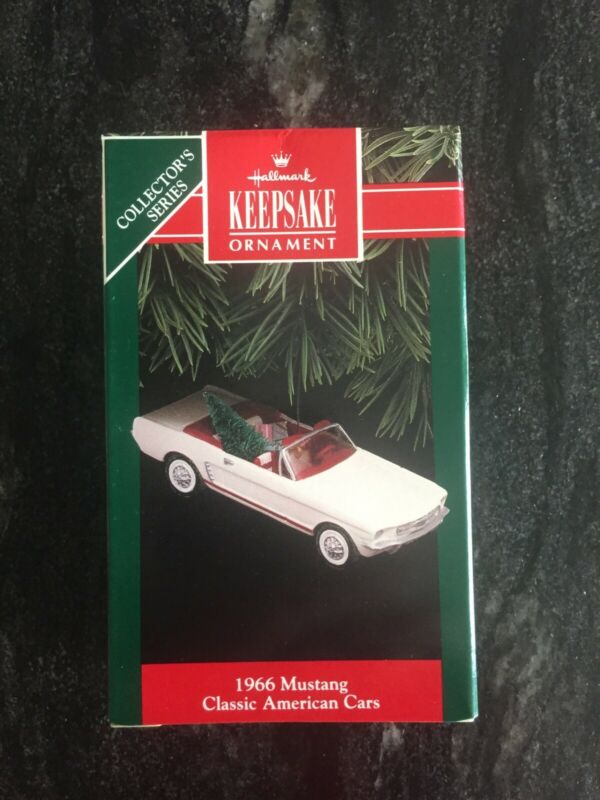 COLLECTOR'S
SERIES
Hallmark
KEEPSAKE
ORNAMENT
1966 Mustang
Classic American Cars